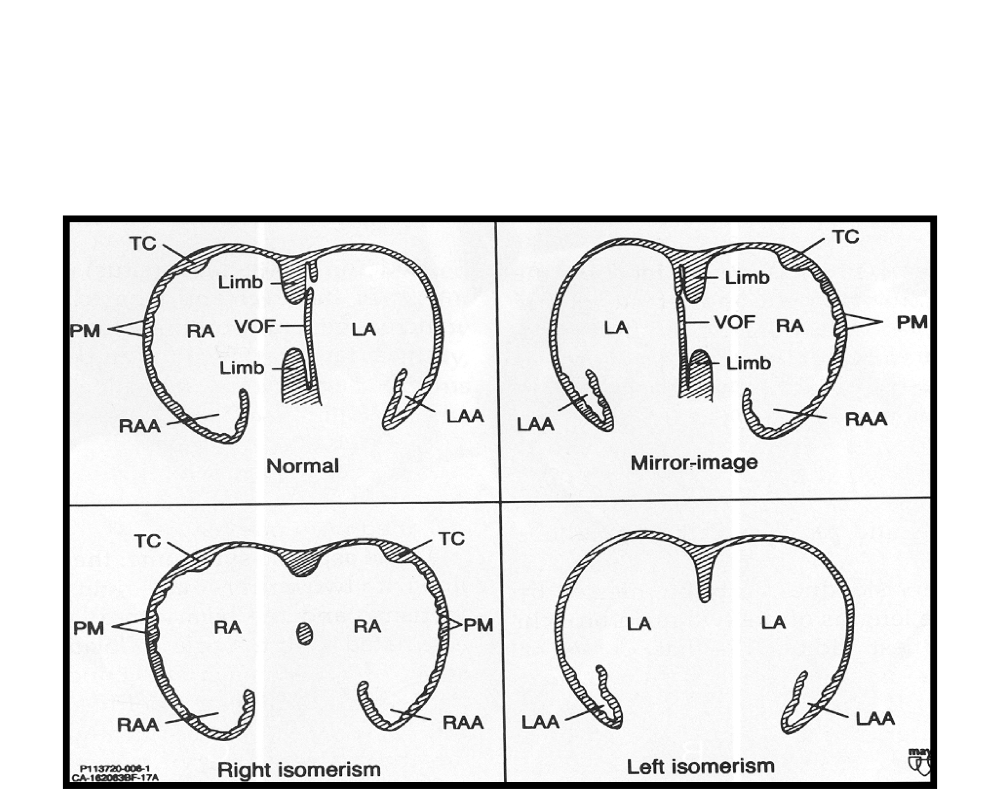 TC
Limb
PM
RA
VOF
LA
Limb
RAA
LAA
Normal
TC
Limb
LA
VOF
RA
PM
Limb
LAA
RAA
Mirror-image
TC
TC
PM
RA
RA
PM
RAA
RAA
Right isomerism
P113720-006-1
CA-162063BF-17A
LA
LA
LAA
LAA
Left isomerism